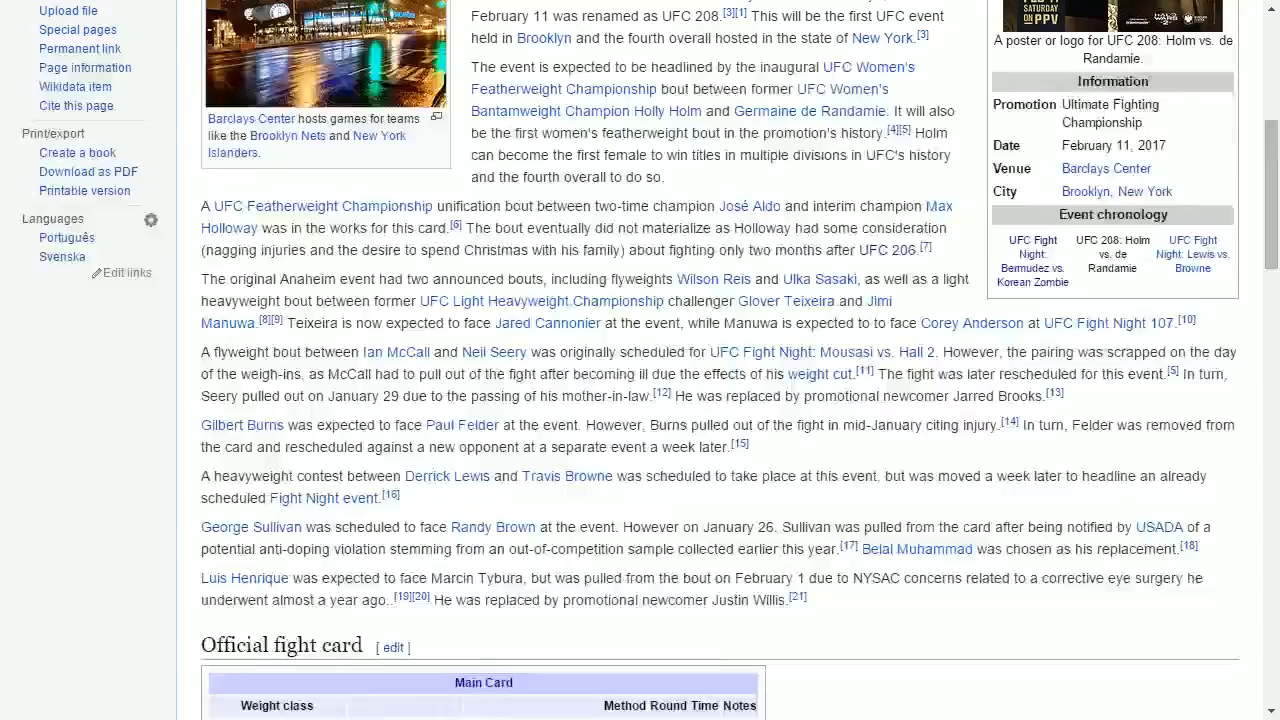 Upload file
Special pages
Permanent link
Page information
Wikidata item
Cite this page
Print/export
Create a book
Download as PDF
Printable version
Languages
Português
Svenska
Edit links
Barclays Center hosts games for teams
like the Brooklyn Nets and New York
Islanders.
February 11 was renamed as UFC 208.[3][1] This will be the first UFC event
held in Brooklyn and the fourth overall hosted in the state of New York.[3]
The event is expected to be headlined by the inaugural UFC Women's
Featherweight Championship bout between former UFC Women's
Bantamweight Champion Holly Holm and Germaine de Randamie. It will also
be the first women's featherweight bout in the promotion's history.[4][5] Holm
can become the first female to win titles in multiple divisions in UFC's history
and the fourth overall to do so.
A UFC Featherweight Championship unification bout between two-time champion José Aldo and interim champion Max
Holloway was in the works for this card.[6] The bout eventually did not materialize as Holloway had some consideration
(nagging injuries and the desire to spend Christmas with his family) about fighting only two months after UFC 206.[7]
The original Anaheim event had two announced bouts, including flyweights Wilson Reis and Ulka Sasaki, as well as a light
heavyweight bout between former UFC Light Heavyweight Championship challenger Glover Teixeira and Jimi
Manuwa.[8][9] Teixeira is now expected to face Jared Cannonier at the event, while Manuwa is expected to to face Corey Anderson at UFC Fight Night 107.[10]
A flyweight bout between Ian McCall and Neil Seery was originally scheduled for UFC Fight Night: Mousasi vs. Hall 2. However, the pairing was scrapped on the day
of the weigh-ins, as McCall had to pull out of the fight after becoming ill due the effects of his weight cut.[11] The fight was later rescheduled for this event.[5] In turn,
Seery pulled out on January 29 due to the passing of his mother-in-law.[12] He was replaced by promotional newcomer Jarred Brooks.[13]
Gilbert Burns was expected to face Paul Felder at the event. However, Burns pulled out of the fight in mid-January citing injury.[14] In turn, Felder was removed from
the card and rescheduled against a new opponent at a separate event a week later.[15]
A heavyweight contest between Derrick Lewis and Travis Browne was scheduled to take place at this event, but was moved a week later to headline an already
scheduled Fight Night event.[16]
George Sullivan was scheduled to face Randy Brown at the event. However on January 26, Sullivan was pulled from the card after being notified by USADA of a
potential anti-doping violation stemming from an out-of-competition sample collected earlier this year.[17] Belal Muhammad was chosen as his replacement.[18]
Luis Henrique was expected to face Marcin Tybura, but was pulled from the bout on February 1 due to NYSAC concerns related to a corrective eye surgery he
underwent almost a year ago..[19][20] He was replaced by promotional newcomer Justin Willis.[21]
Official fight card [ edit ]
Main Card
Weight class Method Round Time Notes
SATURDAY
ON PPV
A poster or logo for UFC 208: Holm vs. de
Randamie.
Information
Promotion Ultimate Fighting
Championship
Date February 11, 2017
Venue Barclays Center
City Brooklyn, New York
Event chronology
UFC Fight UFC 208: Holm UFC Fight
Night: vs. de Night: Lewis vs.
Bermudez vs. Randamie Browne
Korean Zombie